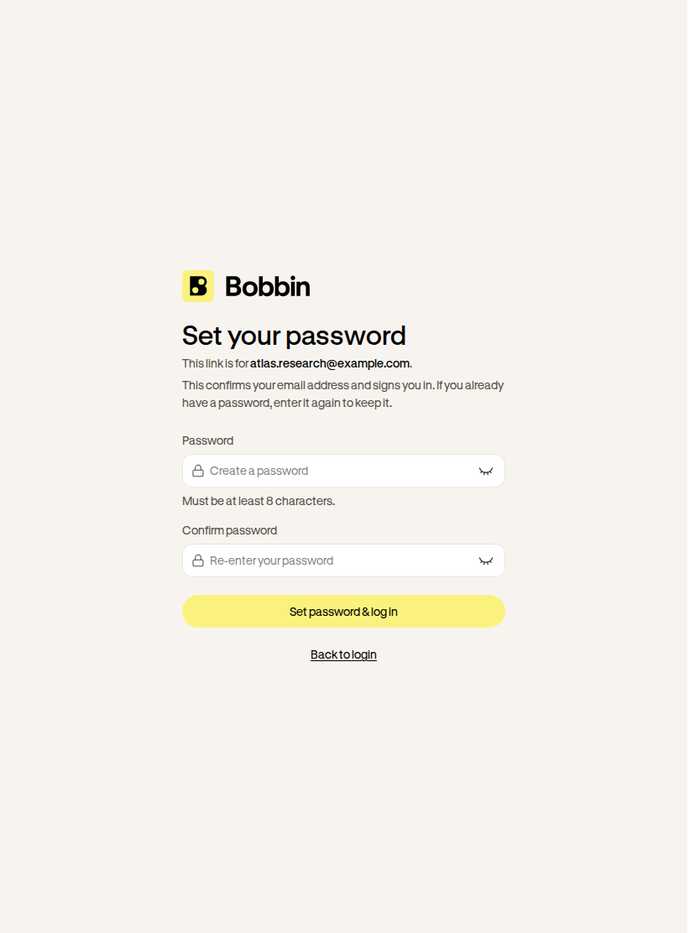 Bobbin
Set your password
This link is for atlas.research@example.com.
This confirms your email address and signs you in. If you already
have a password, enter it again to keep it.
Password
Create a password
Must be at least 8 characters.
Confirm password
Re-enter your password
Set password & log in
Back to login